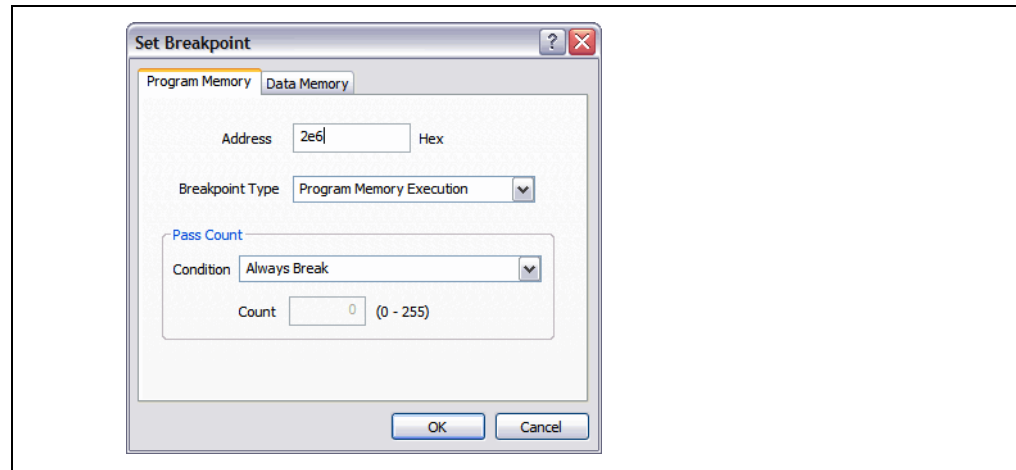 Set Breakpoint
Program Memory Data Memory
Address 2e6 Hex
Breakpoint Type Program Memory Execution
Pass Count
Condition Always Break
Count 0 (0 - 255)
OK Cancel